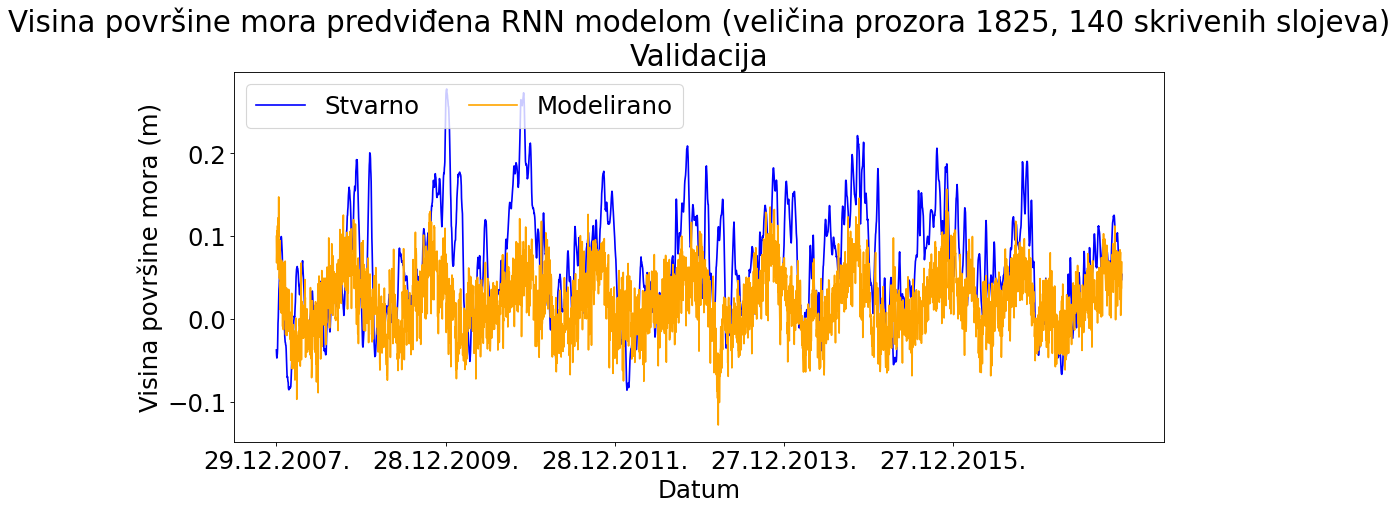 Visina površine mora predviđena RNN modelom (veličina prozora 1825, 140 skrivenih slojeva)
Validacija
Stvarno Modelirano
Visina površine mora (m)
0.2
0.1
0.0
−0.1
29.12.2007. 28.12.2009. 28.12.2011. 27.12.2013. 27.12.2015.
Datum